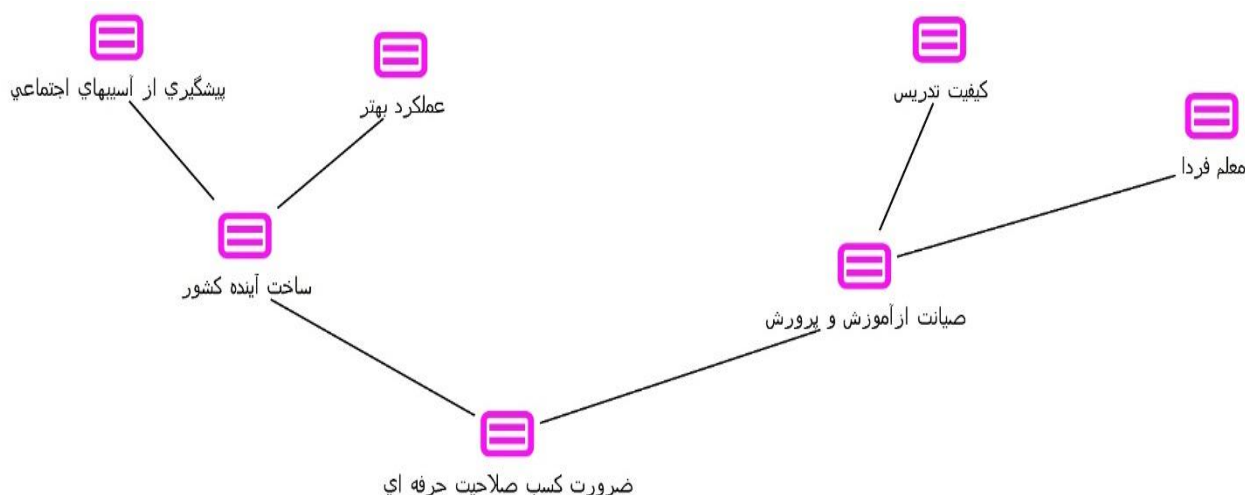 پيشگيري از آسيبهاي اجتماعي
عملکرد بهتر
کيفيت تدريس
معلم فردا
ساخت آينده کشور
صيانت ازآموزش و پرورش
ضرورت کسب صلاحيت حرفه اي